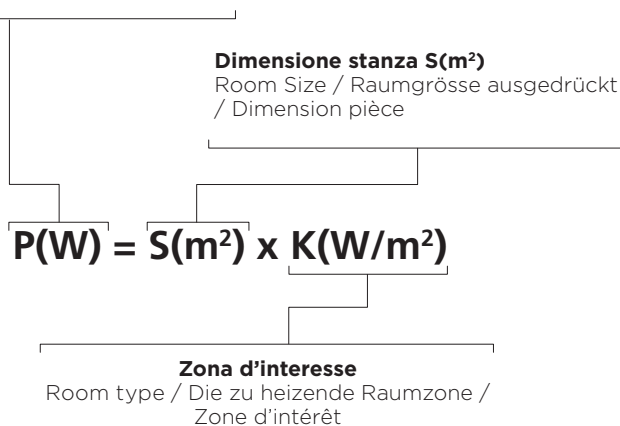 Dimensione stanza S(m²)
Room Size / Raumgrösse ausgedrückt
/ Dimension pièce
P(W) = S(m²) x K(W/m²)
Zona d'interesse
Room type / Die zu heizende Raumzone /
Zone d'intérêt